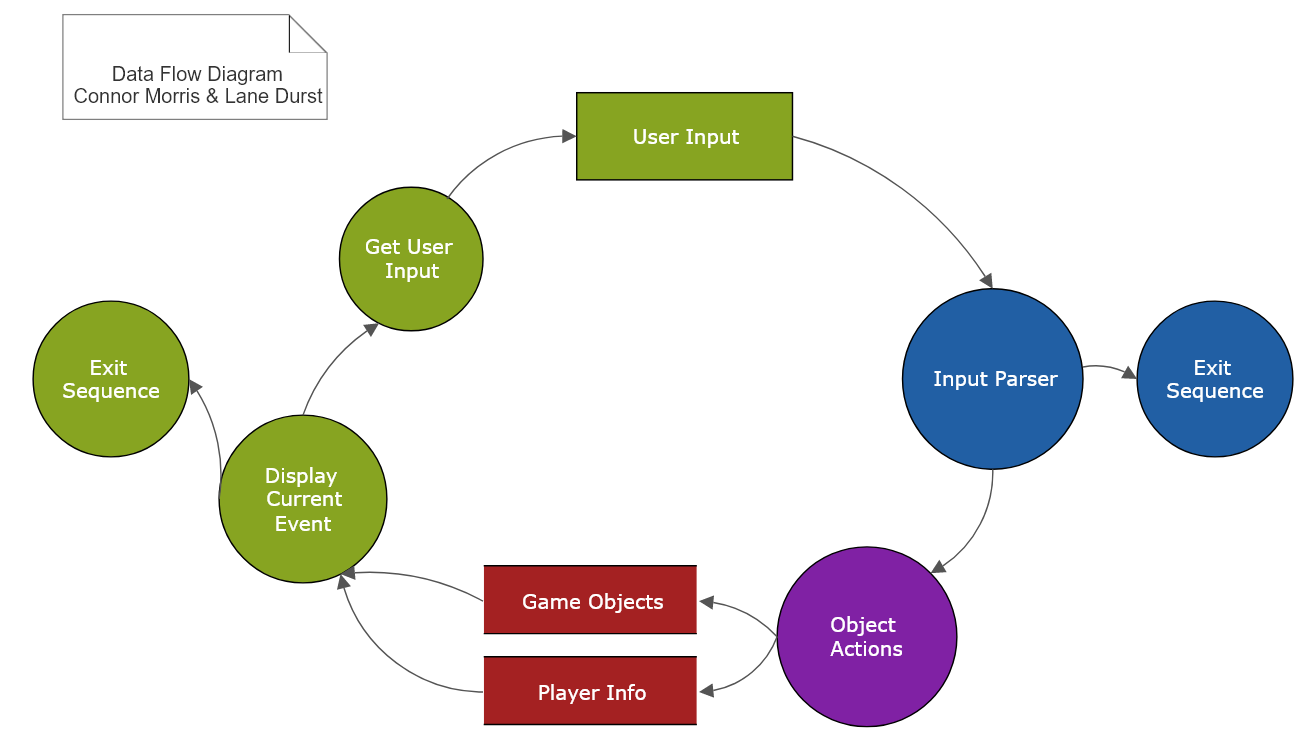 Data Flow Diagram
Connor Morris & Lane Durst
User Input
Get User
Input
Exit
Sequence
Input Parser
Exit
Sequence
Display
Current
Event
Game Objects
Object
Actions
Player Info